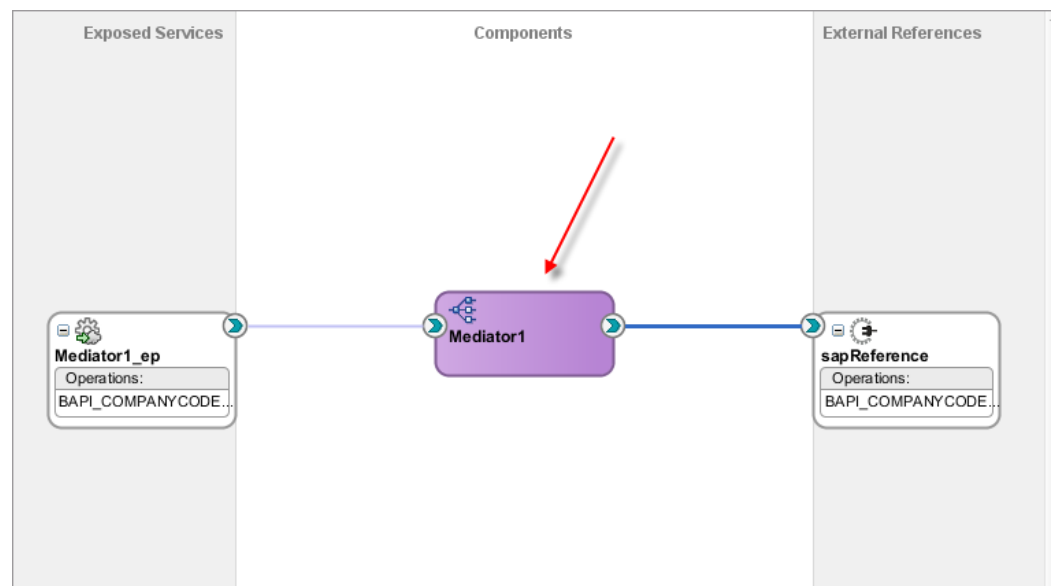 Exposed Services
Components
External References
Mediator1_ep
Operations:
BAPI_COMPANYCODE...
Mediator1
sapReference
Operations:
BAPI_COMPANYCODE...